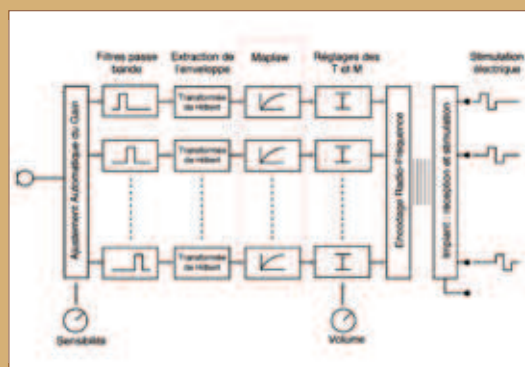 Filtres passe
bande
Extraction de
l'enveloppe
Maplaw
Réglages des
T et M
Stimulation
électrique
Ajustement Automatique du Gain
Transformée
de Hilbert
Transformée
de Hilbert
Transformée
de Hilbert
Encodage Radio-Fréquence
Implant : réception et stimulation
Sensibilité
Volume